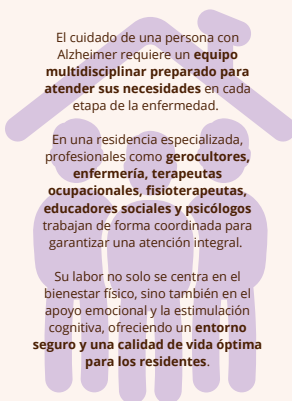 El cuidado de una persona con
Alzheimer requiere un equipo
multidisciplinar preparado para
atender sus necesidades en cada
etapa de la enfermedad.
En una residencia especializada,
profesionales como gerocultores,
enfermería, terapeutas
ocupacionales, fisioterapeutas,
educadores sociales y psicólogos
trabajan de forma coordinada para
garantizar una atención integral.
Su labor no solo se centra en el
bienestar físico, sino también en el
apoyo emocional y la estimulación
cognitiva, ofreciendo un entorno
seguro y una calidad de vida óptima
para los residentes.